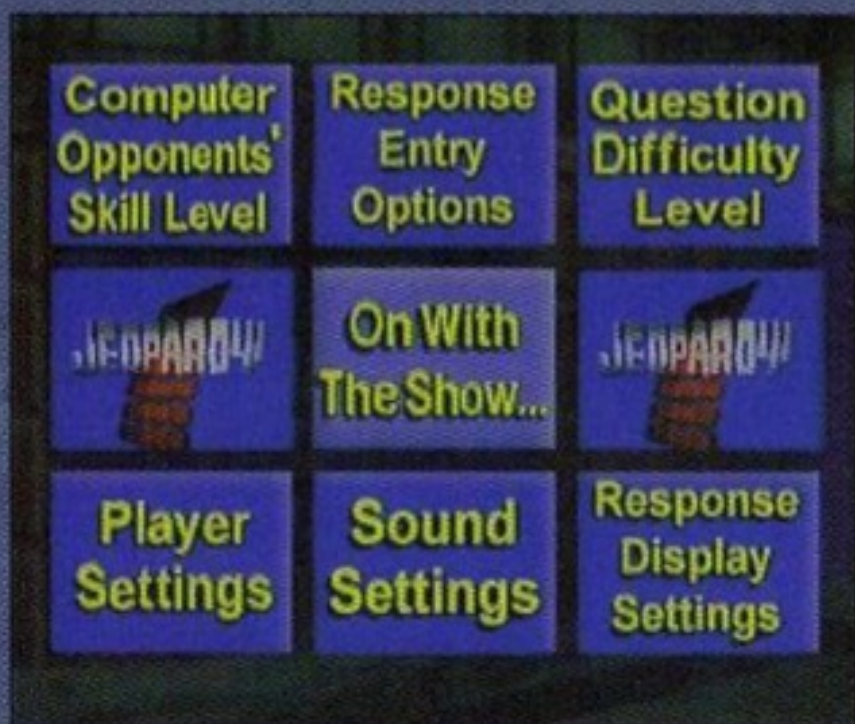 Computer
Opponents'
Skill Level
Response
Entry
Options
Question
Difficulty
Level
JEOPARDY!
On With
The Show...
JEOPARDY!
Player
Settings
Sound
Settings
Response
Display
Settings